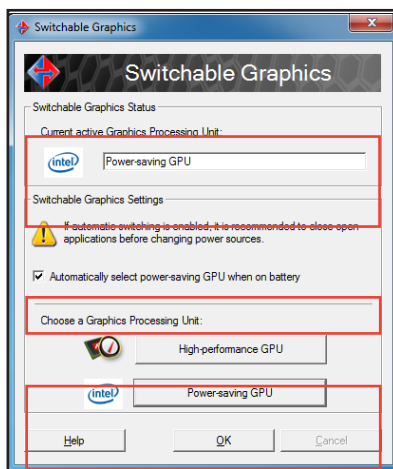 Switchable Graphics
Switchable Graphics
Switchable Graphics Status
Current active Graphics Processing Unit:
intel
Power-saving GPU
Switchable Graphics Settings
If automatic switching is enabled, it is recommended to close open
applications before changing power sources.
Automatically select power-saving GPU when on battery
Choose a Graphics Processing Unit:
High-performance GPU
intel
Power-saving GPU
Help
OK
Cancel